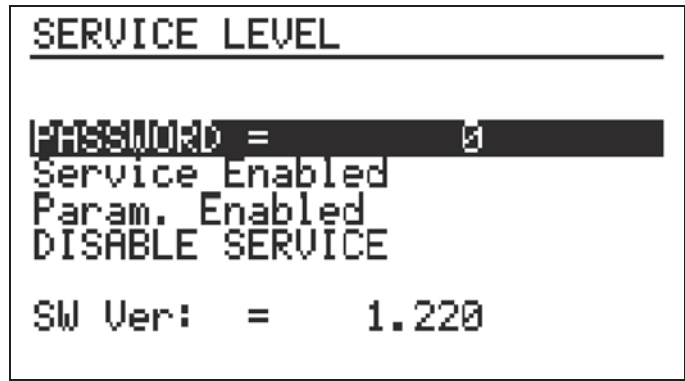 SERVICE LEVEL
PASSWORD = 0
Service Enabled
Param. Enabled
DISABLE SERVICE
SW Ver: = 1.220